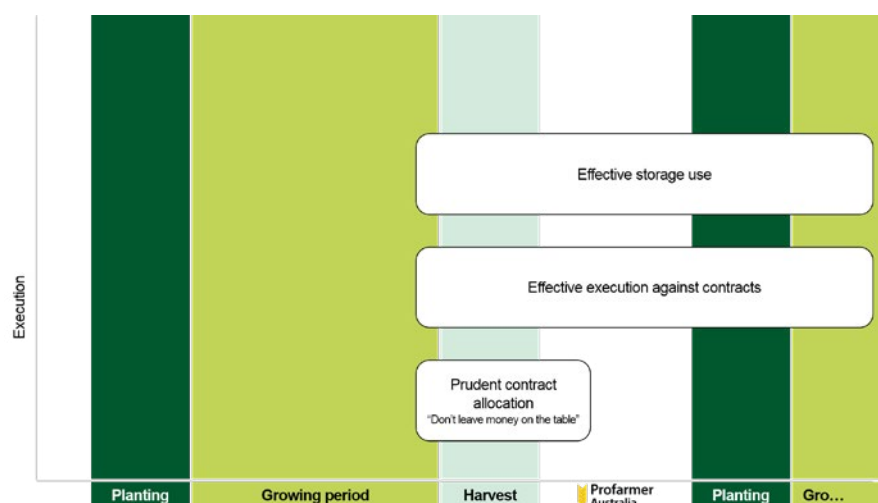 Effective storage use
Effective execution against contracts
Execution
Prudent contract
allocation
"Don't leave money on the table"
Planting
Growing period
Harvest
Profarmer
Australia
Planting
Gro...